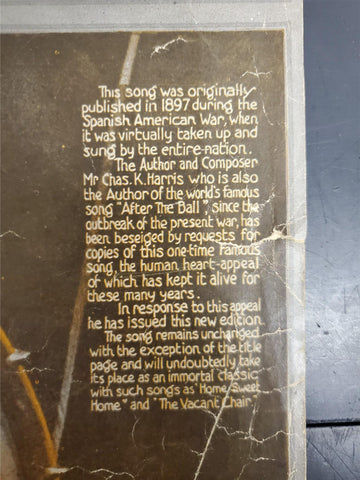 This song was originally
published in 1897 during the
Spanish American War, when
it was virtually taken up and
sung by the entire nation.
The Author and Composer
Mr Chas. K. Harris who is also
the Author of the world's famous
song "After The Ball", since the
outbreak of the present war, has
been beseiged by requests for
copies of this one-time famous
song, the human heart-appeal
of which has kept it alive for
these many years.
In response to this appeal
he has issued this new edition
The song remains unchanged
with the exception of the title
page and will undoubtedly take
its place as an immortal classic
with such songs as "Home Sweet
Home" and "The Vacant Chair".